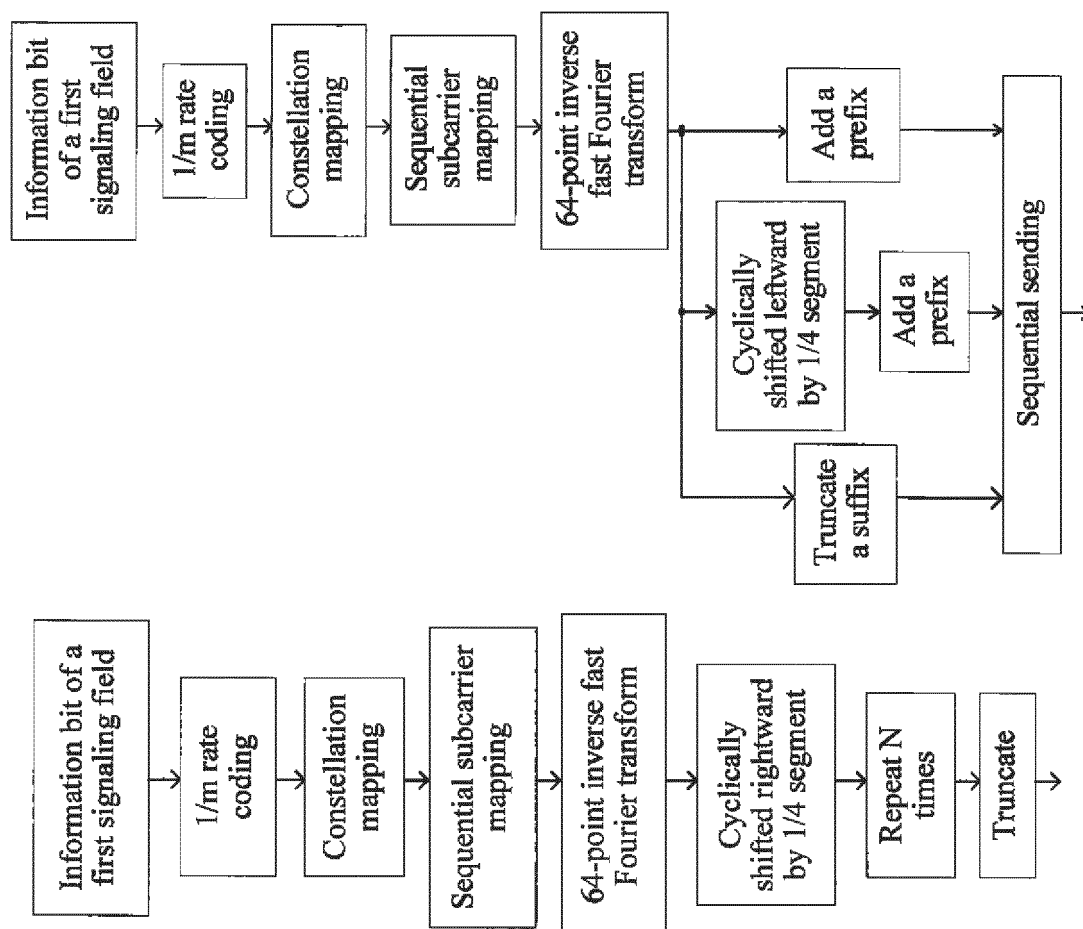 Information bit of a
first signaling field
1/m rate
coding
Constellation
mapping
Sequential subcarrier
mapping
64-point inverse fast
Fourier transform
Cyclically
shifted rightward
by 1/4 segment
Repeat N
times
Truncate
Information bit
of a first
signaling field
1/m rate
coding
Constellation
mapping
Sequential
subcarrier
mapping
64-point inverse
fast Fourier
transform
Truncate
a suffix
Cyclically
shifted leftward
by 1/4 segment
Add a
prefix
Add a
prefix
Sequential sending